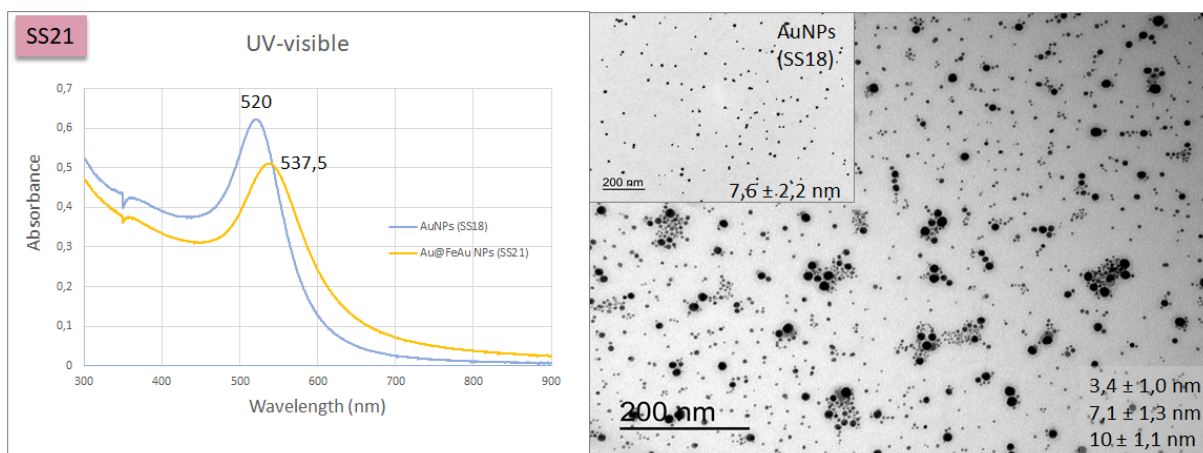 SS21
UV-visible
0,7
0,6
0,5
0,4
0,3
0,2
0,1
0
Absorbance
520
537,5
AuNPs (SS18)
Au@FeAu NPs (SS21)
300 400 500 600 700 800 900
Wavelength (nm)
AuNPs
(SS18)
200 nm
7,6 ± 2,2 nm
200 nm
3,4 ± 1,0 nm
7,1 ± 1,3 nm
10 ± 1,1 nm